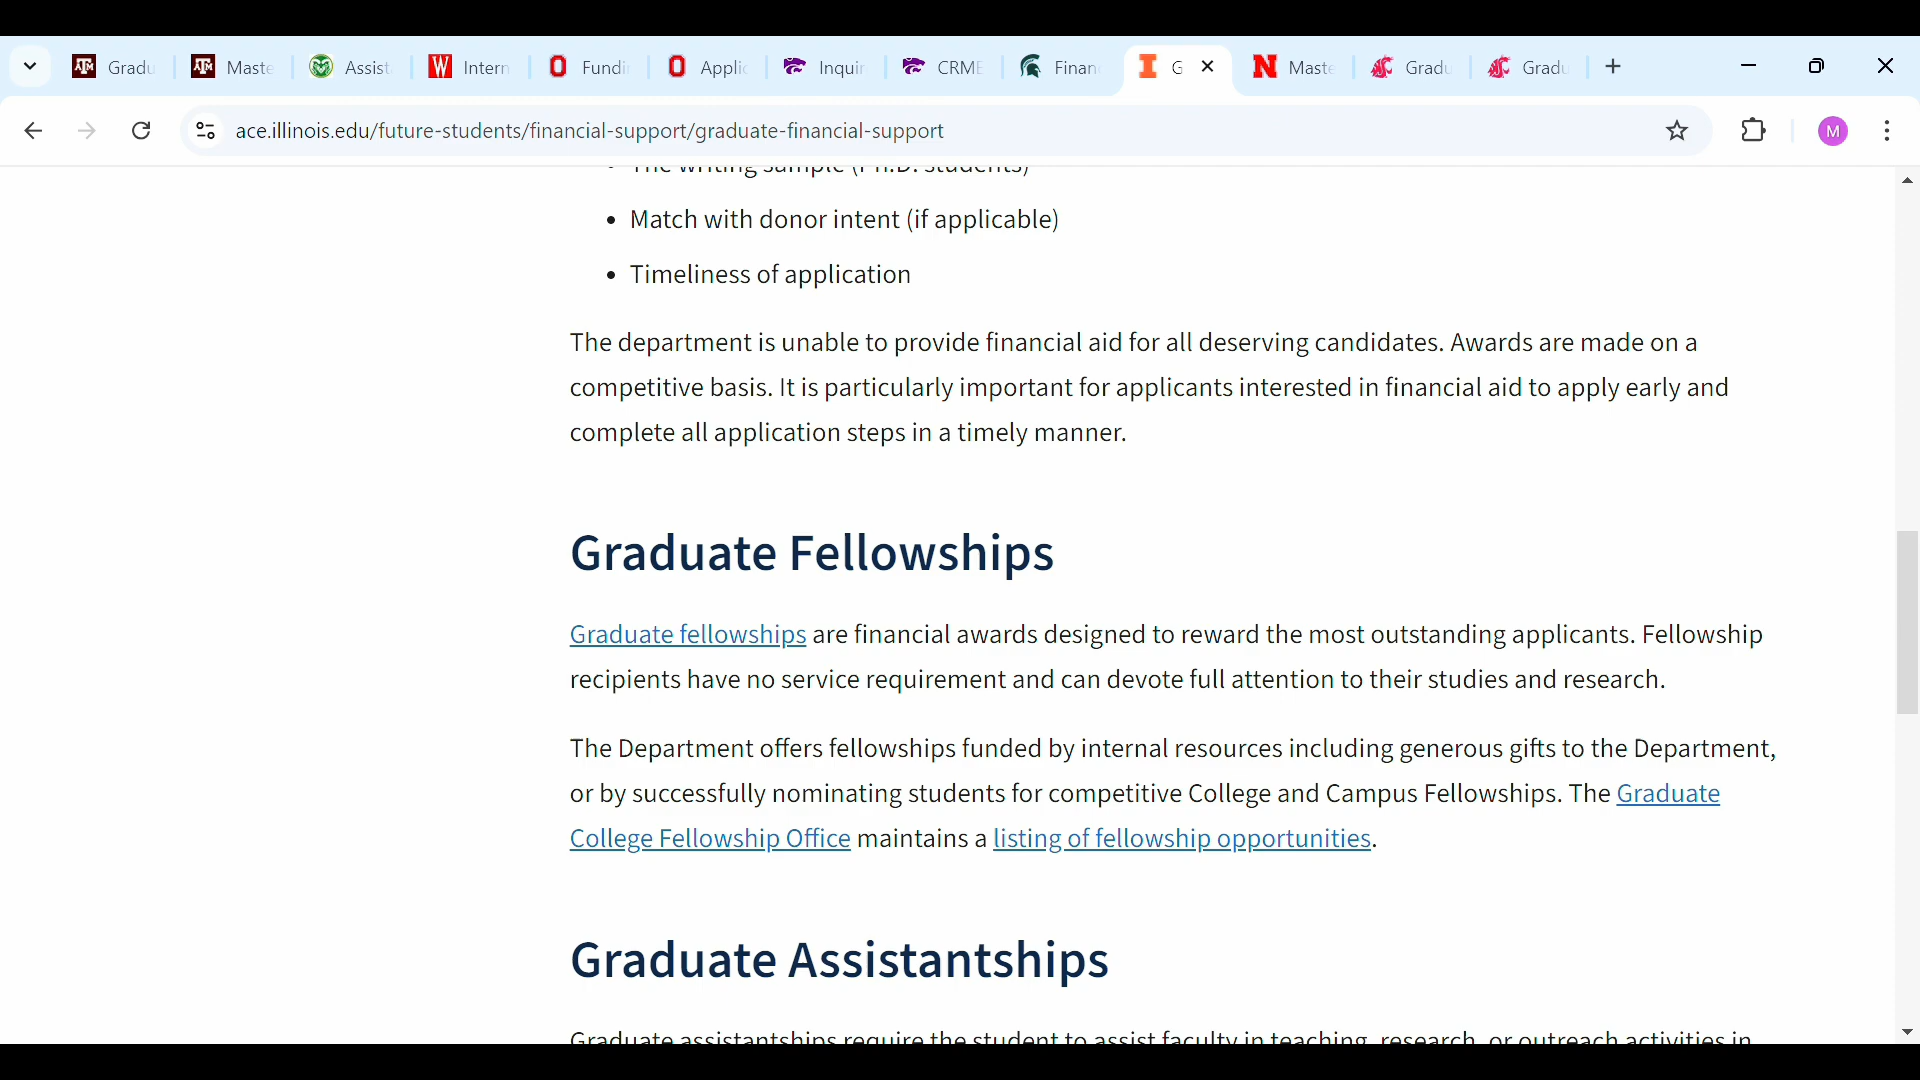 Gradu
Maste
Assist
Intern
Fundi
Applic
Inquir
CRME
Finan
G
Maste
Gradu
Gradu
ace.illinois.edu/future-students/financial-support/graduate-financial-support
M
• The writing sample (Ph.D. students)
• Match with donor intent (if applicable)
• Timeliness of application
The department is unable to provide financial aid for all deserving candidates. Awards are made on a
competitive basis. It is particularly important for applicants interested in financial aid to apply early and
complete all application steps in a timely manner.
Graduate Fellowships
Graduate fellowships are financial awards designed to reward the most outstanding applicants. Fellowship
recipients have no service requirement and can devote full attention to their studies and research.
The Department offers fellowships funded by internal resources including generous gifts to the Department,
or by successfully nominating students for competitive College and Campus Fellowships. The Graduate
College Fellowship Office maintains a listing of fellowship opportunities.
Graduate Assistantships
Graduate assistantships require the student to assist faculty in teaching, research, or outreach activities in